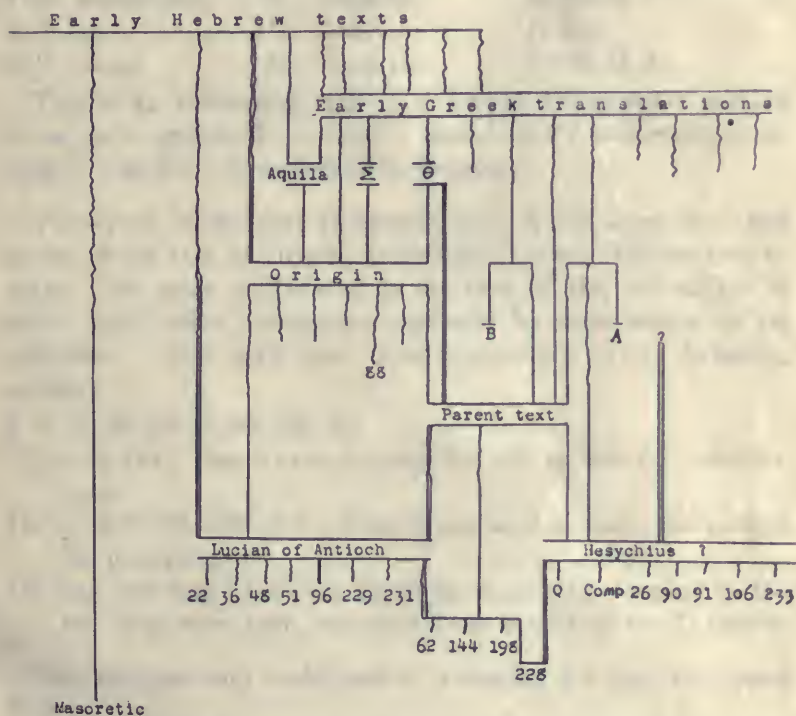 Early Hebrew texts
Early Greek translations
Aquila Σ Θ
Origin
B A ?
88
Parent text
Lucian of Antioch Hesychius ?
22 36 48 51 96 229 231 Q Comp 26 90 91 106 233
62 144 198
228
Masoretic